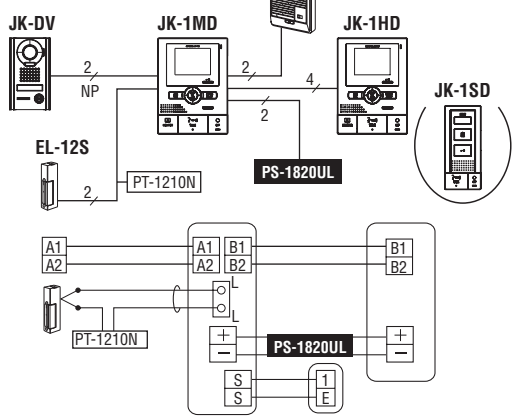 JK-DV
JK-1MD
JK-1HD
2
NP
2
4
2
JK-1SD
EL-12S
2
PT-1210N
PS-1820UL
A1
A2
A1
A2
B1
B2
B1
B2
L
L
PT-1210N
+
−
PS-1820UL
+
−
S
S
1
E